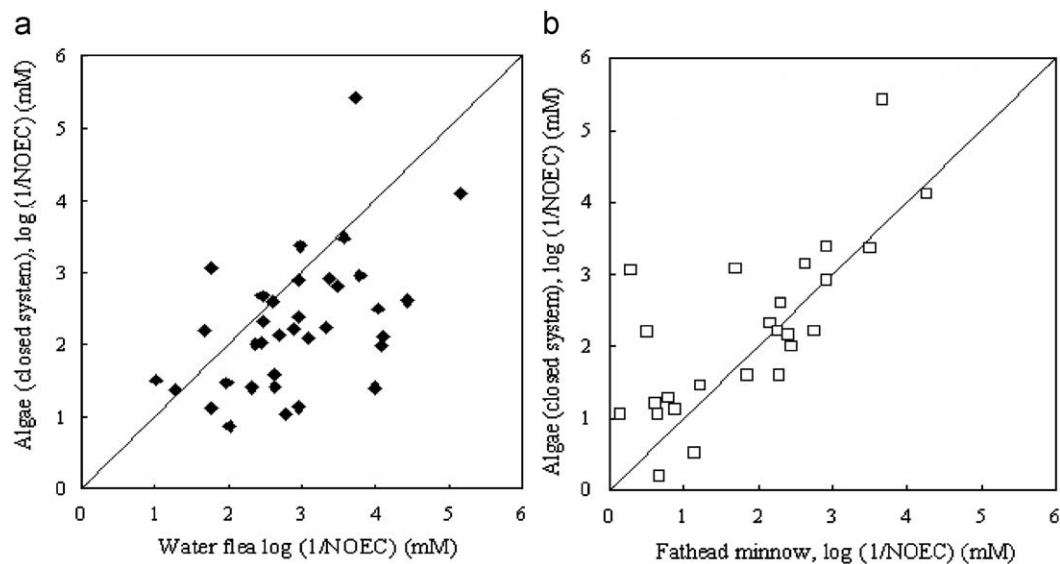 a
6
5
4
3
2
1
0
0 1 2 3 4 5 6
Algae (closed system), log (1/NOEC) (mM)
Water flea log (1/NOEC) (mM)
b
6
5
4
3
2
1
0
0 1 2 3 4 5 6
Algae (closed system), log (1/NOEC) (mM)
Fathead minnow, log (1/NOEC) (mM)